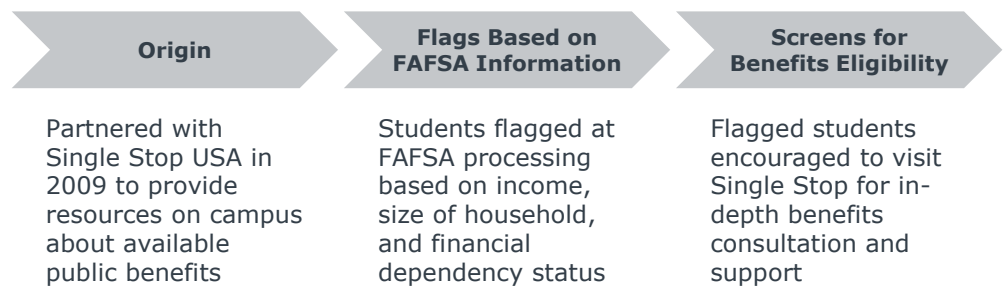 Origin
Partnered with
Single Stop USA in
2009 to provide
resources on campus
about available
public benefits
Flags Based on
FAFSA Information
Students flagged at
FAFSA processing
based on income,
size of household,
and financial
dependency status
Screens for
Benefits Eligibility
Flagged students
encouraged to visit
Single Stop for in-
depth benefits
consultation and
support